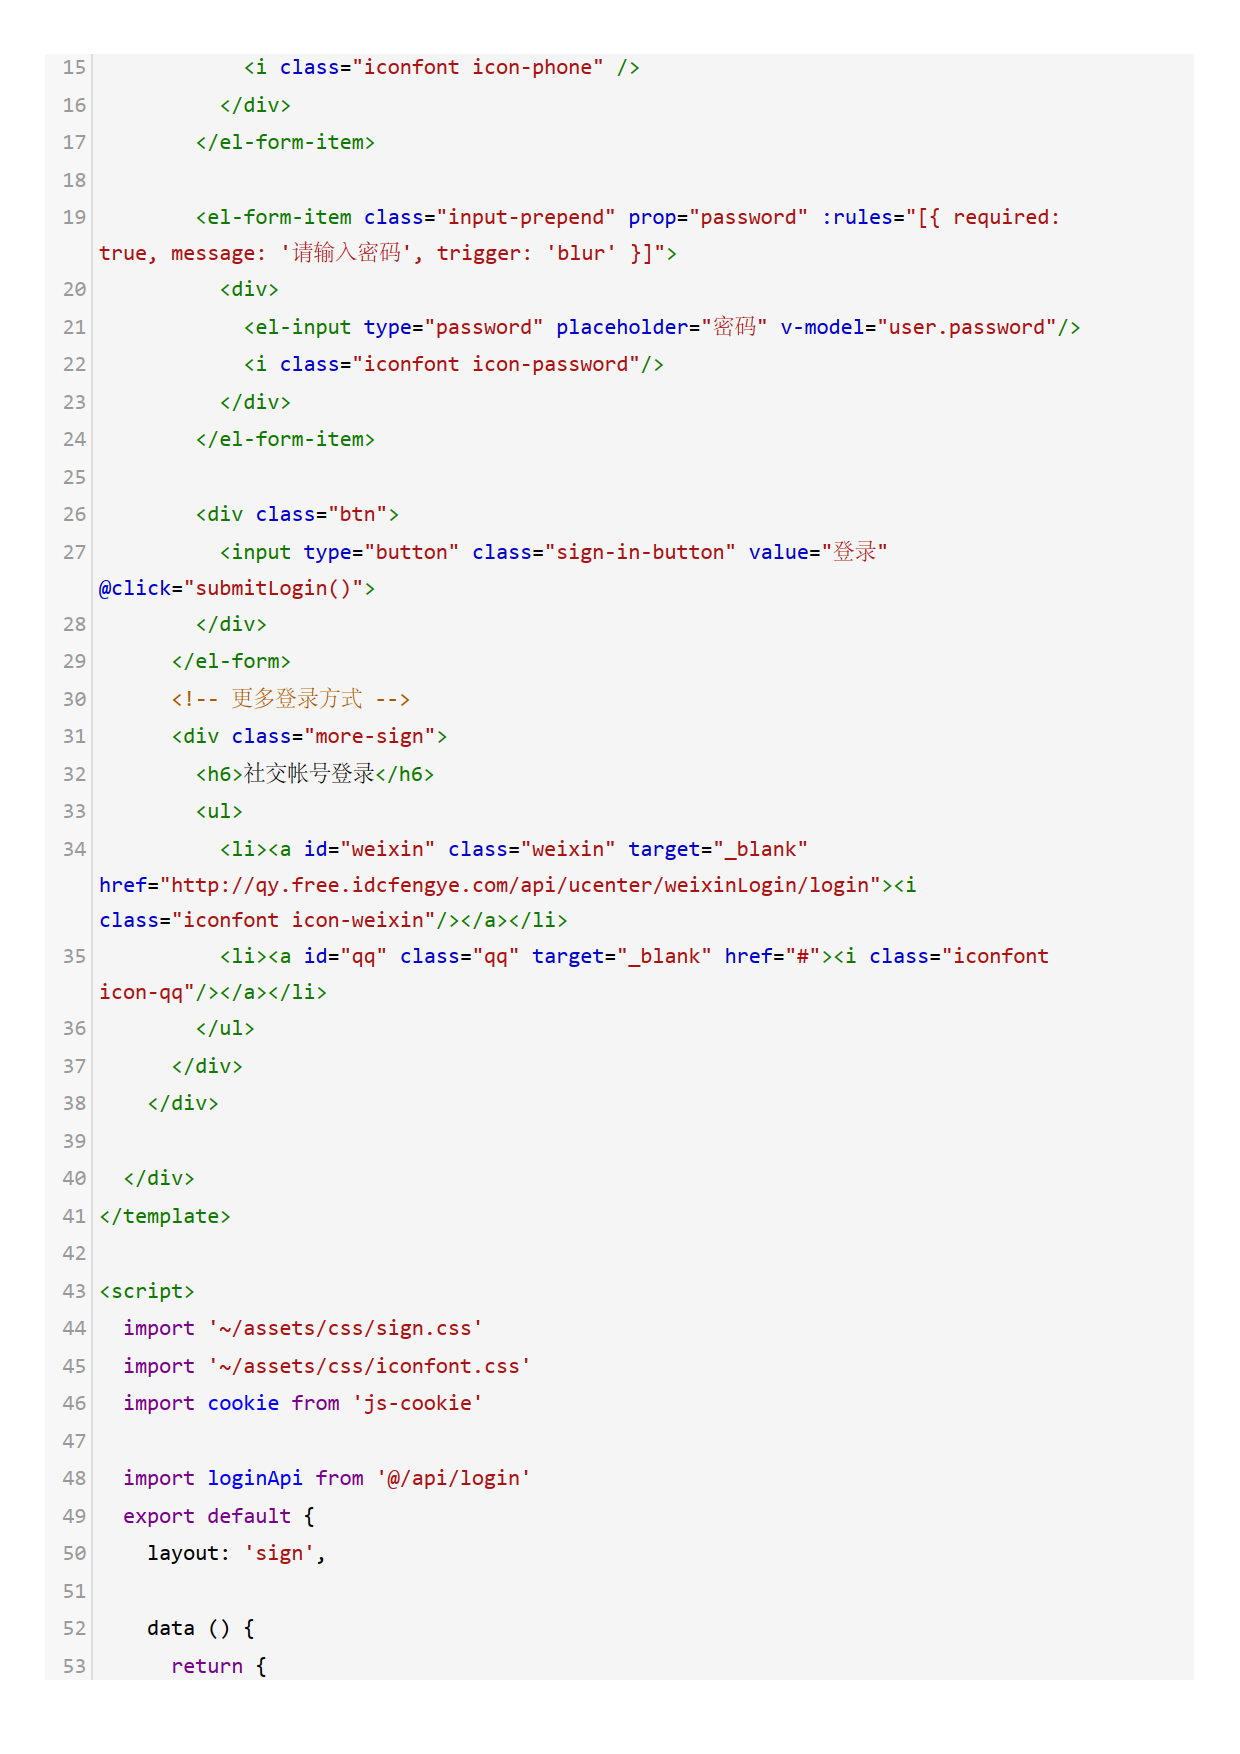 15             <i class="iconfont icon-phone" />
16           </div>
17         </el-form-item>
18
19         <el-form-item class="input-prepend" prop="password" :rules="[{ required:
true, message: '请输入密码', trigger: 'blur' }]">
20           <div>
21             <el-input type="password" placeholder="密码" v-model="user.password"/>
22             <i class="iconfont icon-password"/>
23           </div>
24         </el-form-item>
25
26         <div class="btn">
27           <input type="button" class="sign-in-button" value="登录"
@click="submitLogin()">
28         </div>
29       </el-form>
30       <!-- 更多登录方式 -->
31       <div class="more-sign">
32         <h6>社交帐号登录</h6>
33         <ul>
34           <li><a id="weixin" class="weixin" target="_blank"
href="http://qy.free.idcfengye.com/api/ucenter/weixinLogin/login"><i
class="iconfont icon-weixin"/></a></li>
35           <li><a id="qq" class="qq" target="_blank" href="#"><i class="iconfont
icon-qq"/></a></li>
36         </ul>
37       </div>
38     </div>
39
40   </div>
41 </template>
42
43 <script>
44   import '~/assets/css/sign.css'
45   import '~/assets/css/iconfont.css'
46   import cookie from 'js-cookie'
47
48   import loginApi from '@/api/login'
49   export default {
50     layout: 'sign',
51
52     data () {
53       return {